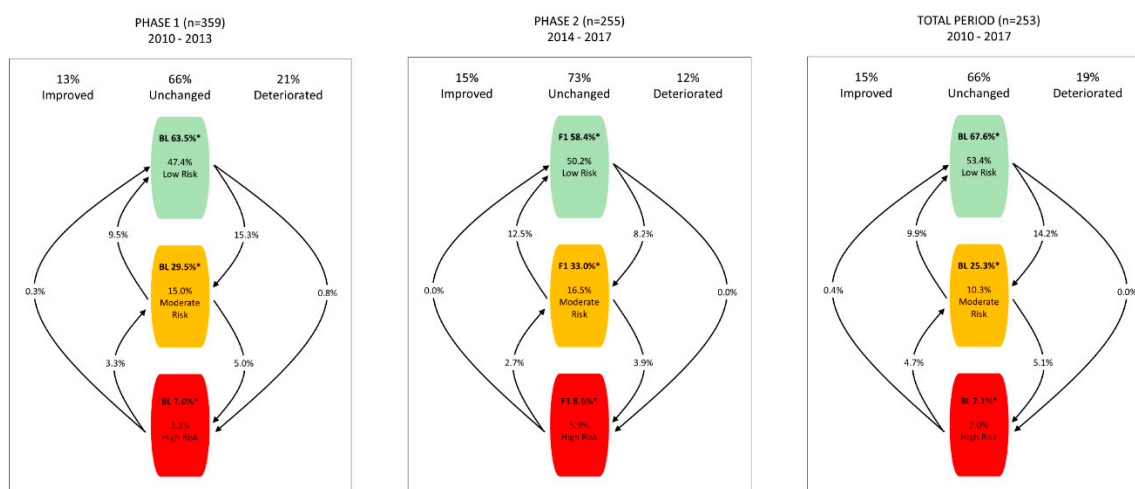 PHASE 1 (n=359)
2010 - 2013
13%
Improved
66%
Unchanged
21%
Deteriorated
BL 63.5%*
47.4%
Low Risk
9.5%
15.3%
BL 29.5%*
15.0%
Moderate
Risk
0.3%
0.8%
3.3%
5.0%
BL 7.0%*
3.3%
High Risk
PHASE 2 (n=255)
2014 - 2017
15%
Improved
73%
Unchanged
12%
Deteriorated
F1 58.4%*
50.2%
Low Risk
12.5%
8.2%
F1 33.0%*
16.5%
Moderate
Risk
0.0%
0.0%
2.7%
3.9%
F1 8.6%*
5.9%
High Risk
TOTAL PERIOD (n=253)
2010 - 2017
15%
Improved
66%
Unchanged
19%
Deteriorated
BL 67.6%*
53.4%
Low Risk
9.9%
14.2%
BL 25.3%*
10.3%
Moderate
Risk
0.4%
0.0%
4.7%
5.1%
BL 7.1%*
2.0%
High Risk